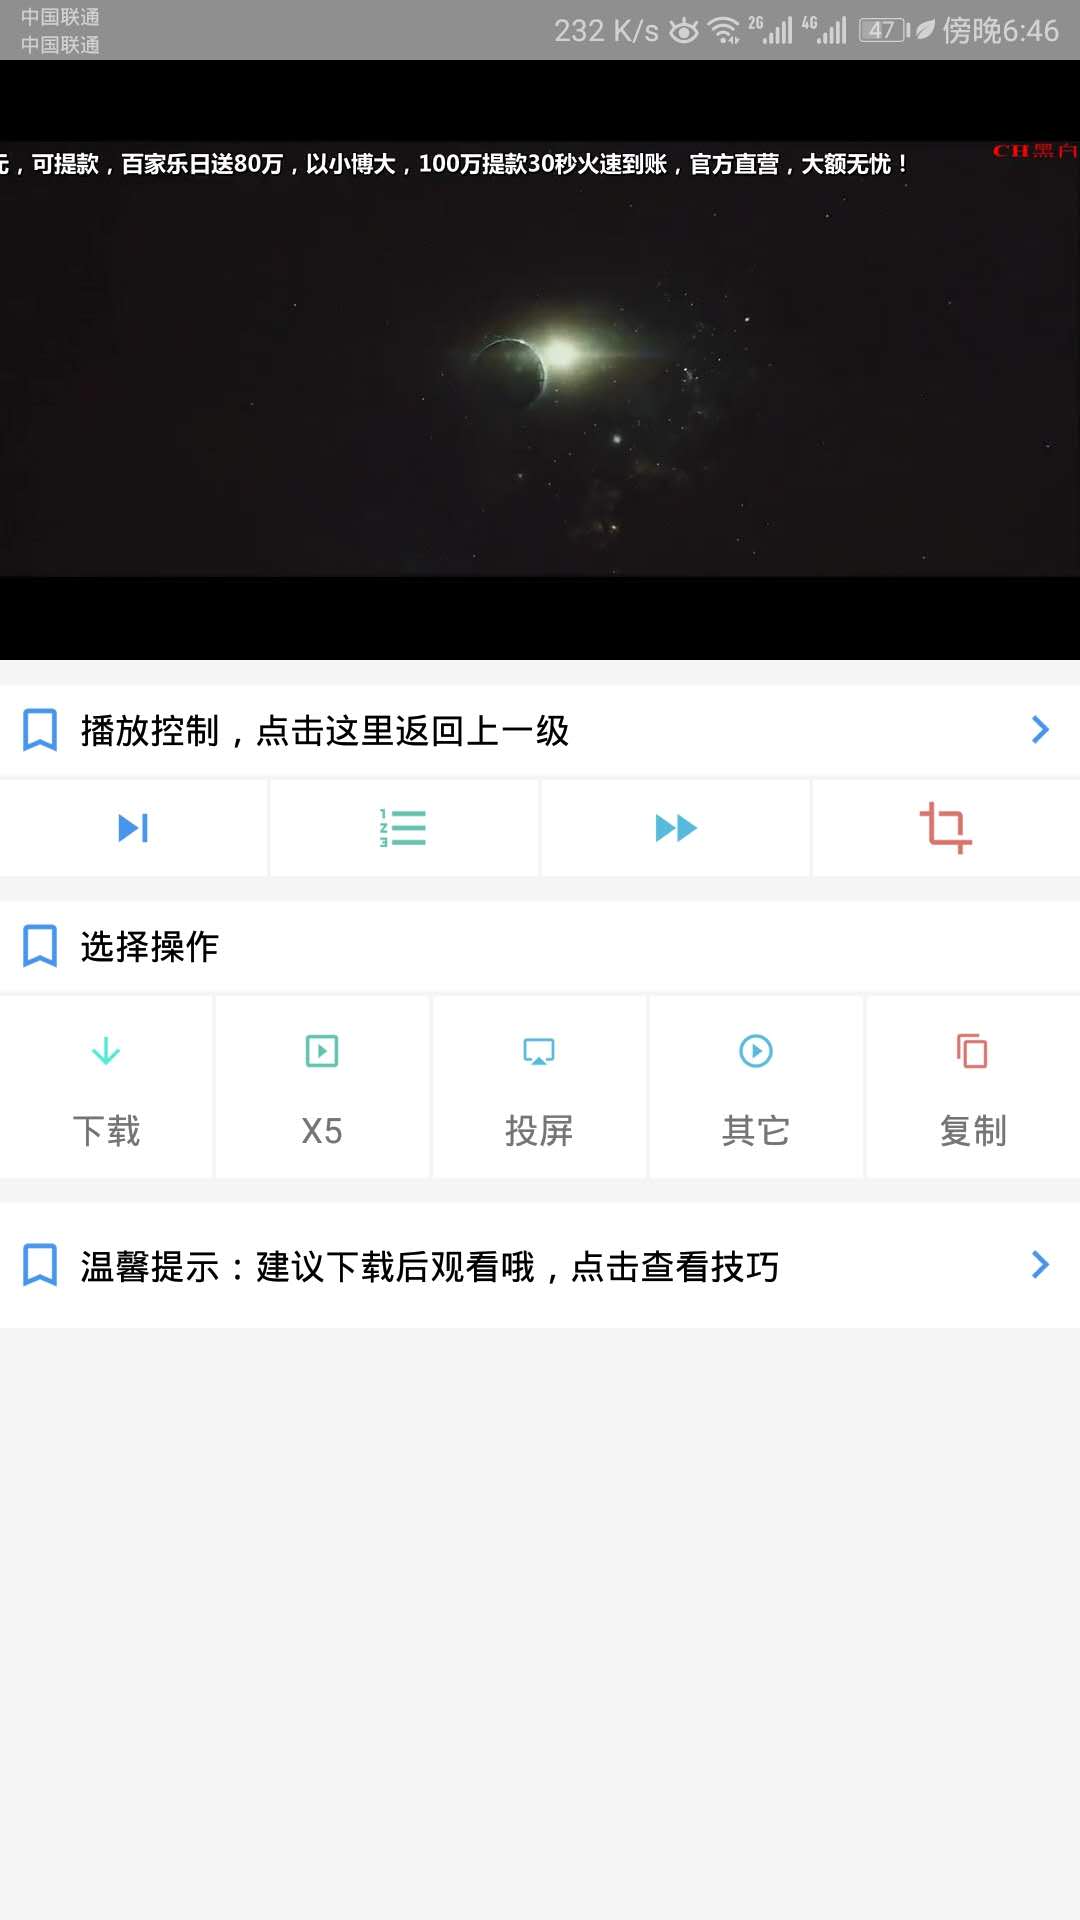 中国联通
中国联通
232 K/s 2G 4G 47 傍晚6:46
，可提款，百家乐日送80万，以小博大，100万提款30秒火速到账，官方直营，大额无忧！
CH黑白
播放控制，点击这里返回上一级
1
2
3
选择操作
下载 X5 投屏 其它 复制
温馨提示：建议下载后观看哦，点击查看技巧